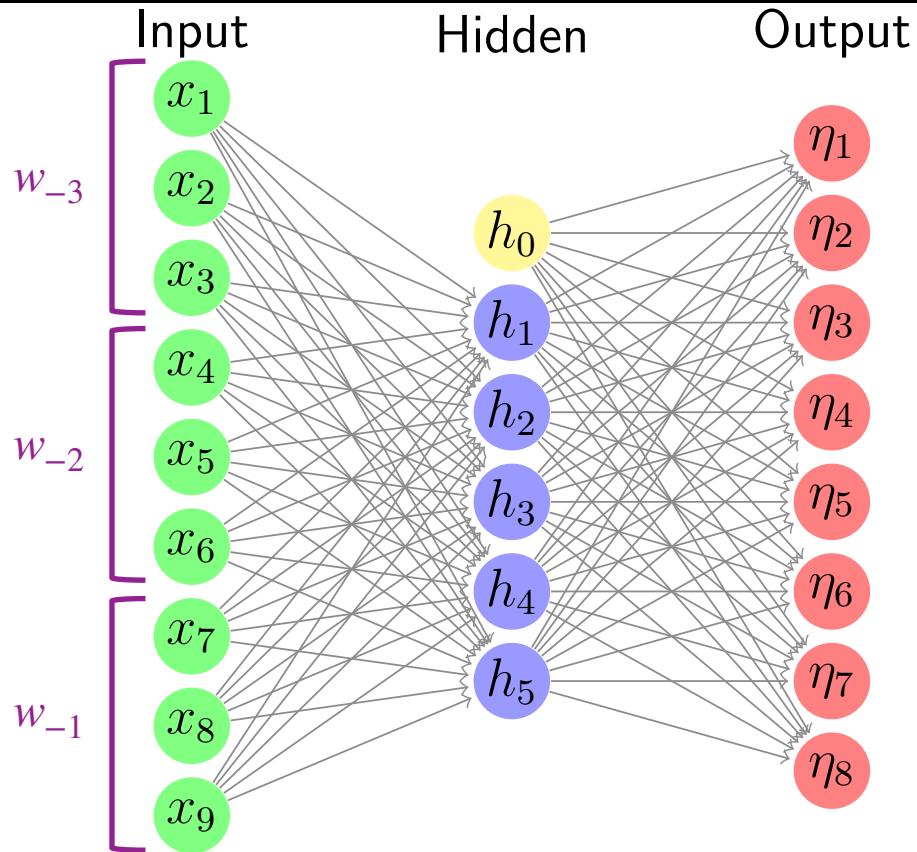 Input Hidden Output
x₁
x₂
x₃
x₄
x₅
x₆
x₇
x₈
x₉
w₋₃
w₋₂
w₋₁
h₀
h₁
h₂
h₃
h₄
h₅
η₁
η₂
η₃
η₄
η₅
η₆
η₇
η₈